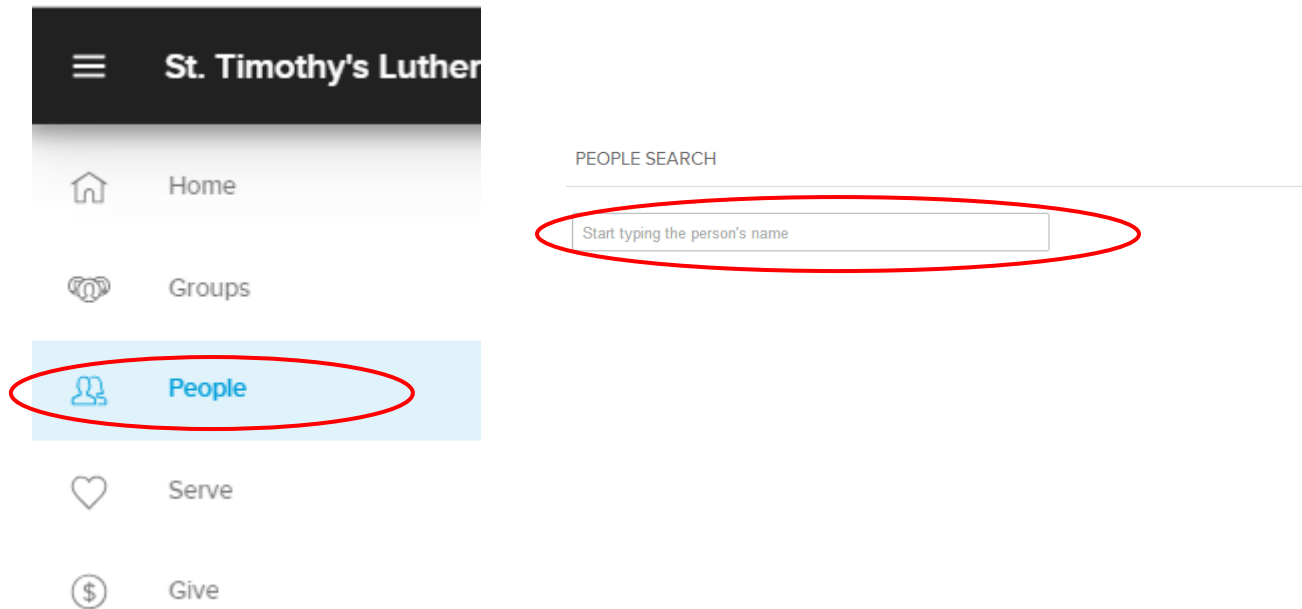 St. Timothy's Luther
Home
Groups
People
Serve
Give
PEOPLE SEARCH
Start typing the person's name